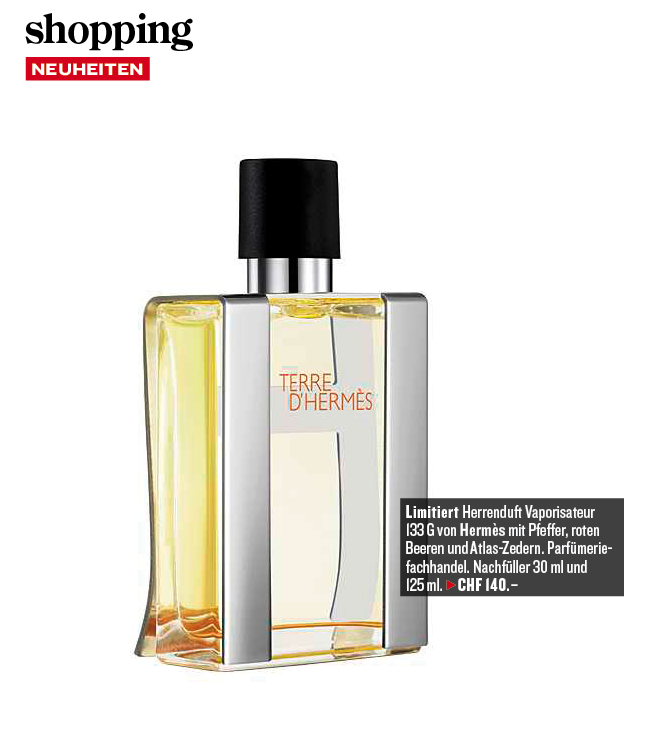 shopping
NEUHEITEN
TERRE
D'HERMÈS
Limitiert Herrenduft Vaporisateur
133 G von Hermès mit Pfeffer, roten
Beeren und Atlas-Zedern. Parfümerie-
fachhandel. Nachfüller 30 ml und
125 ml. ▶ CHF 140.–